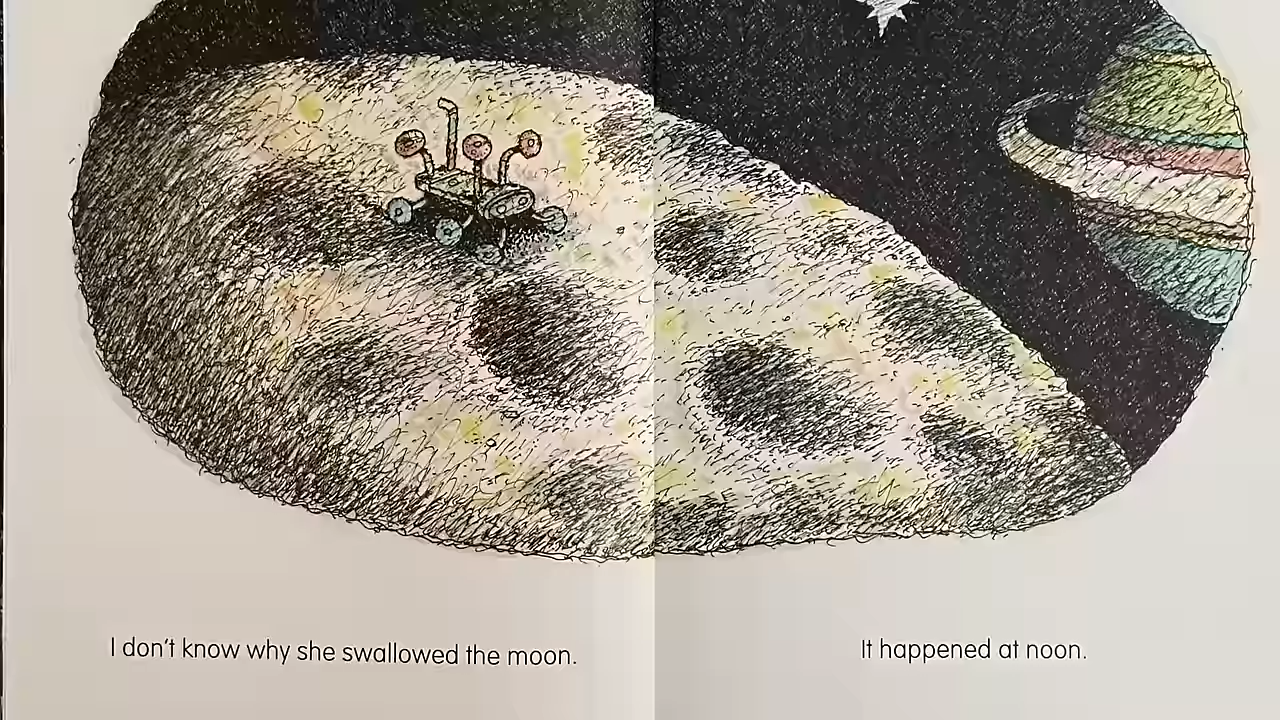 I don't know why she swallowed the moon.
It happened at noon.